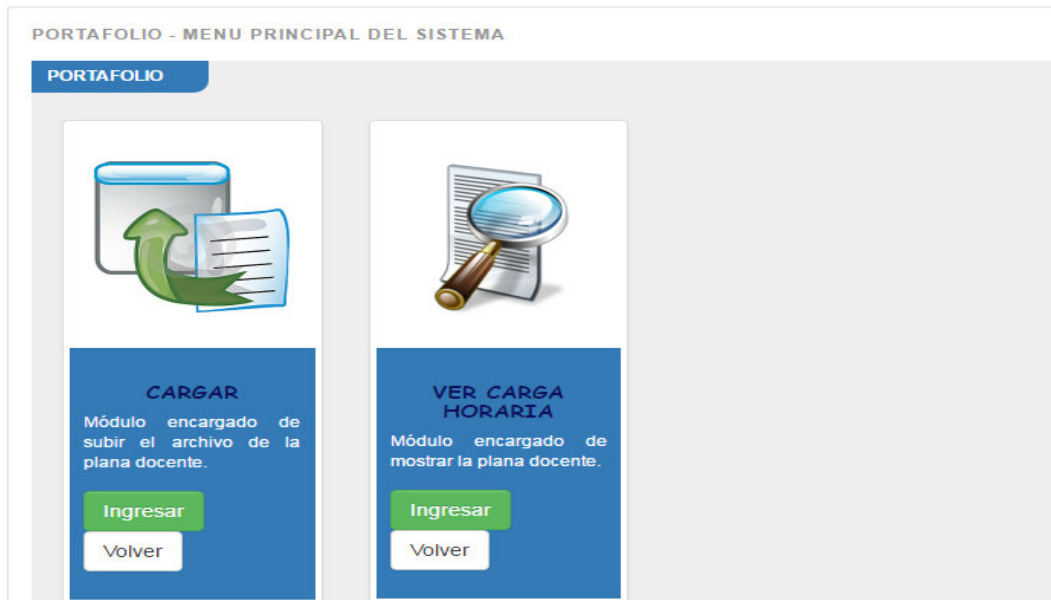 PORTAFOLIO - MENU PRINCIPAL DEL SISTEMA
PORTAFOLIO
CARGAR
Módulo encargado de
subir el archivo de la
plana docente.
Ingresar
Volver
VER CARGA
HORARIA
Módulo encargado de
mostrar la plana docente.
Ingresar
Volver